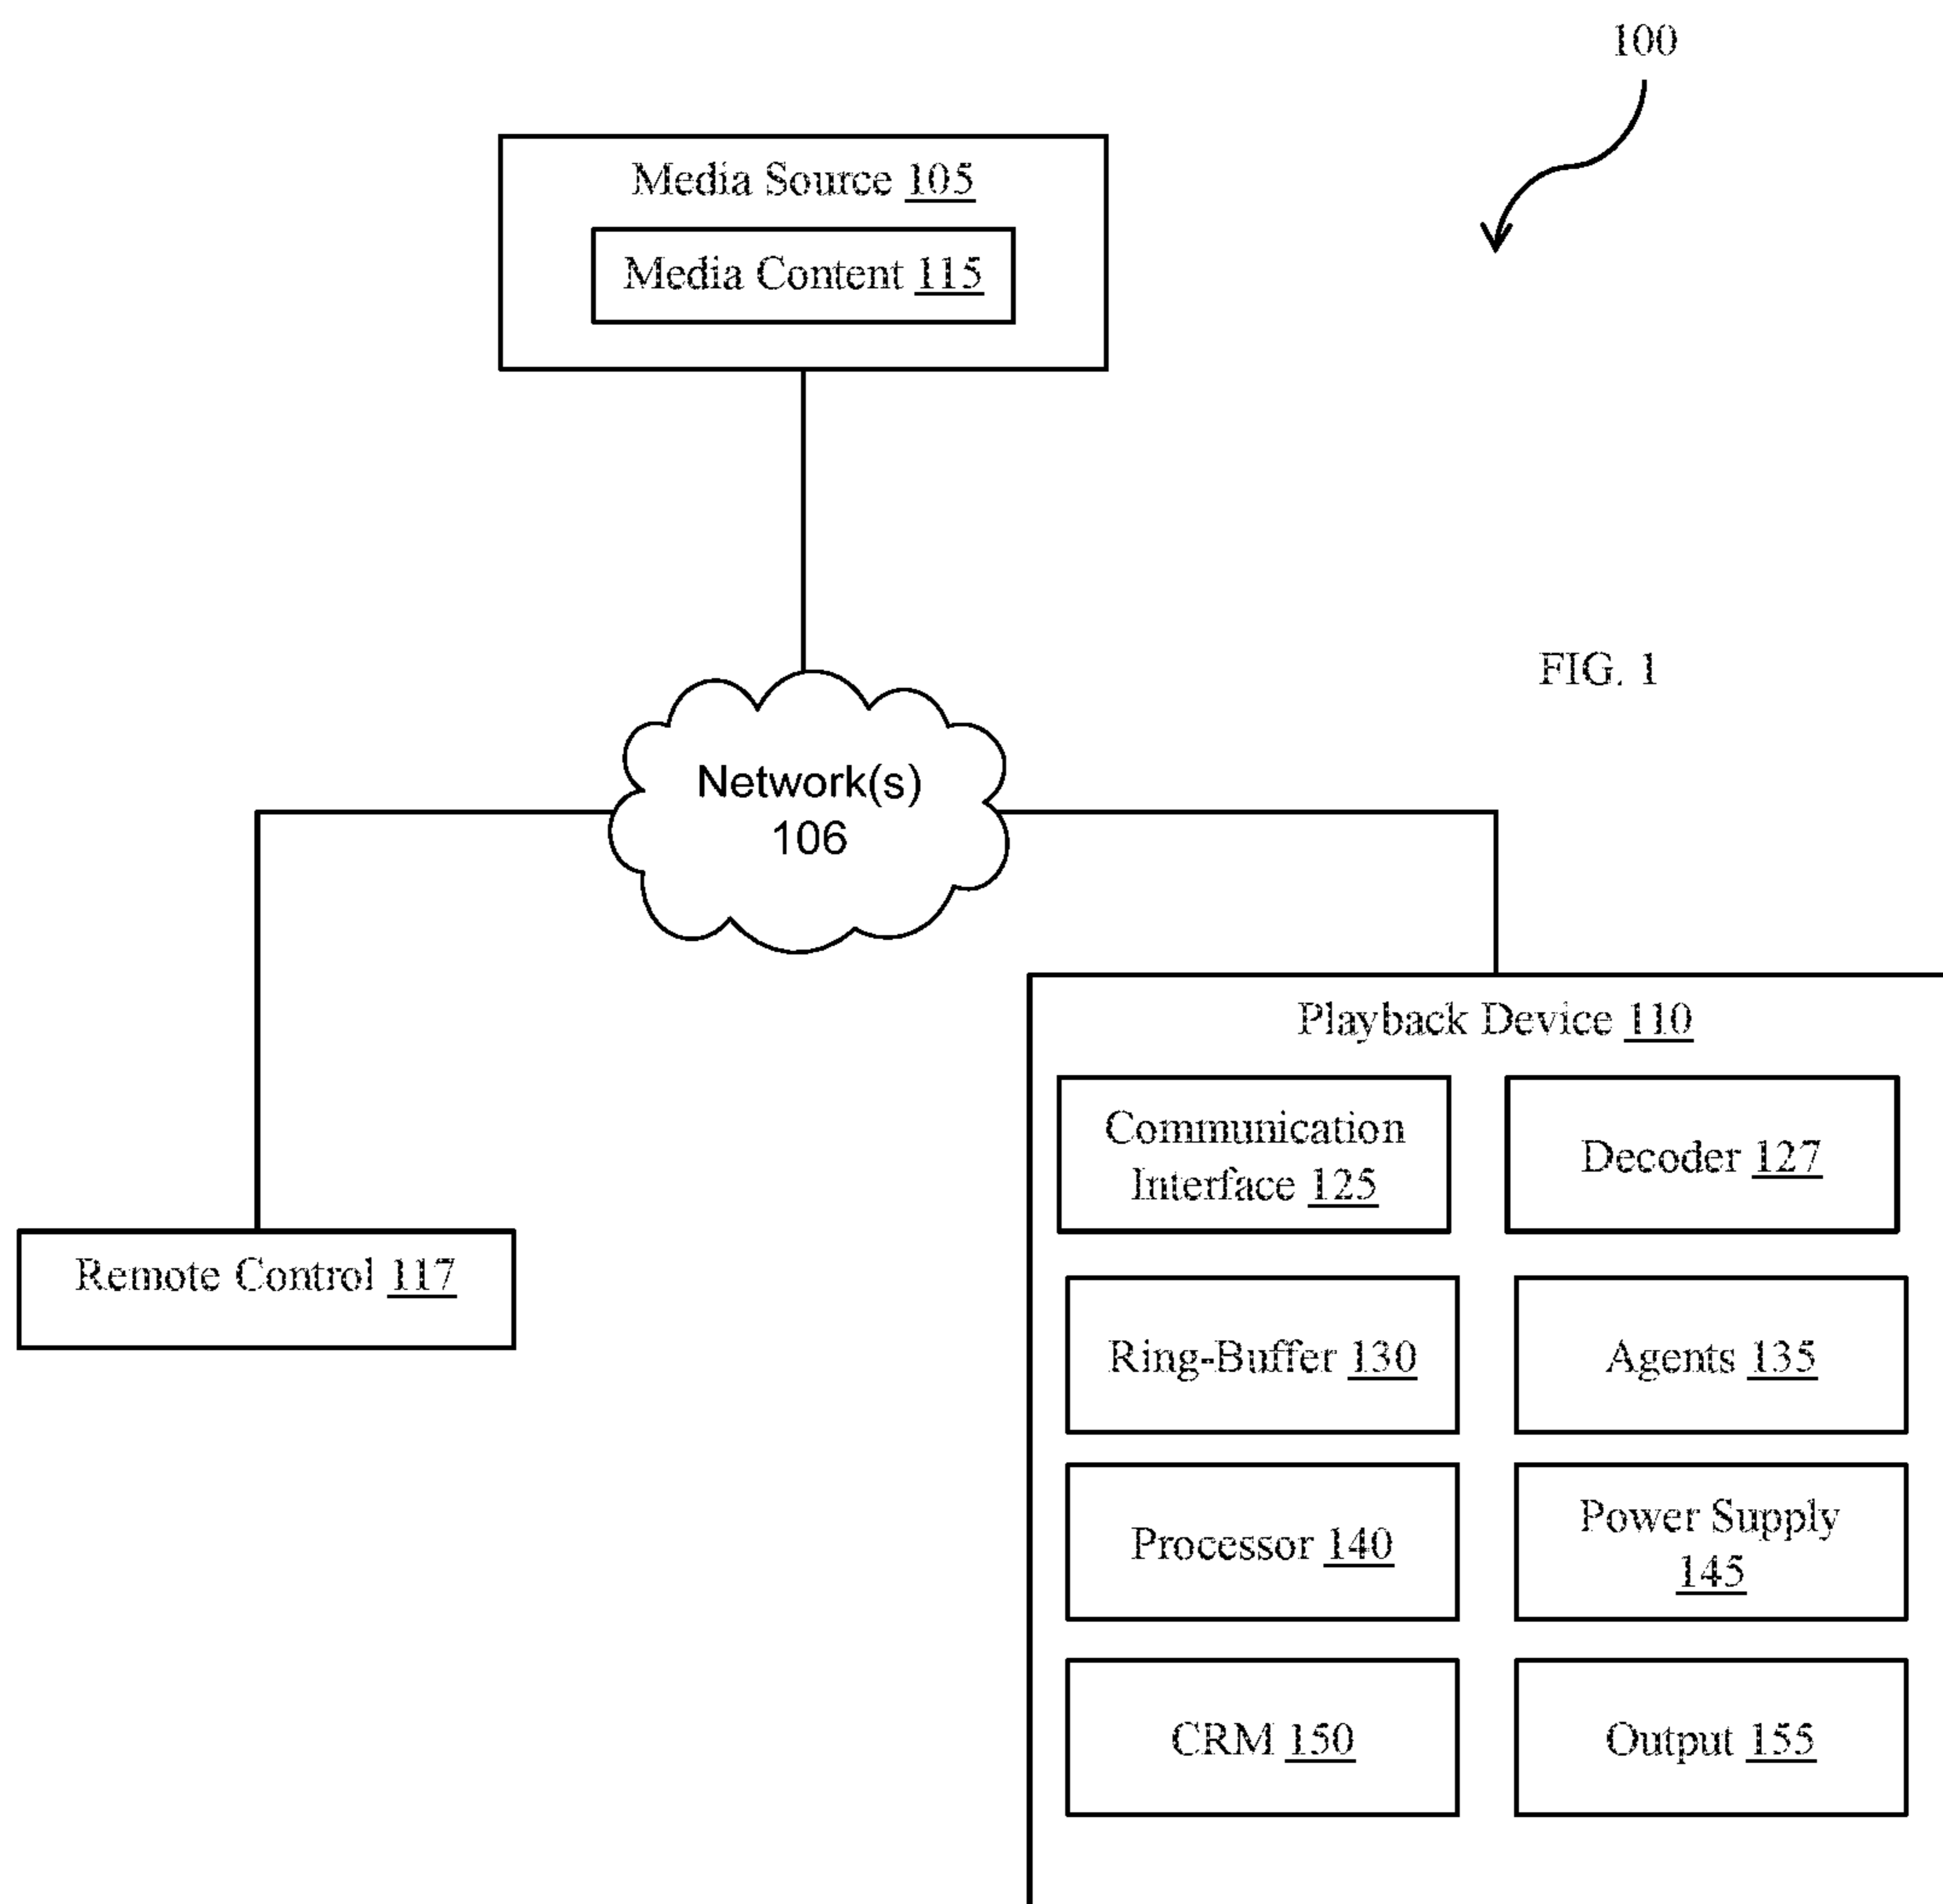 100
Media Source 105
Media Content 115
FIG. 1
Network(s)
106
Playback Device 110
Communication
Interface 125
Decoder 127
Remote Control 117
Ring-Buffer 130
Agents 135
Processor 140
Power Supply
145
CRM 150
Output 155